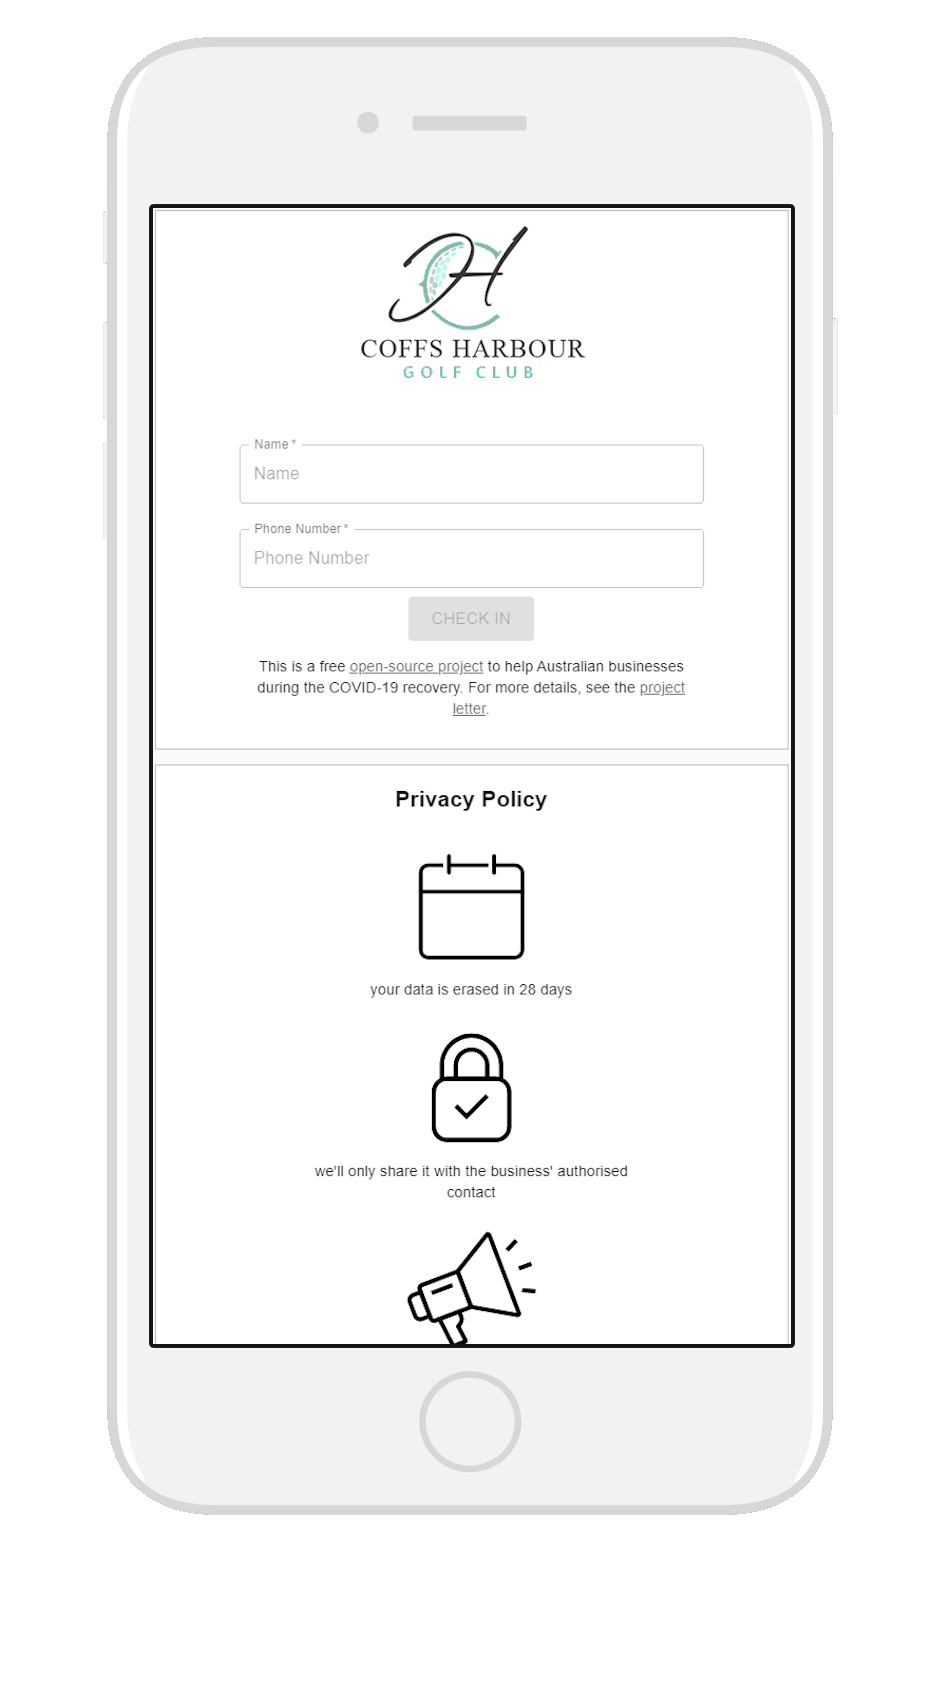 COFFS HARBOUR
GOLF CLUB
Name *
Name
Phone Number *
Phone Number
CHECK IN
This is a free open-source project to help Australian businesses
during the COVID-19 recovery. For more details, see the project
letter.
Privacy Policy
your data is erased in 28 days
we'll only share it with the business' authorised
contact